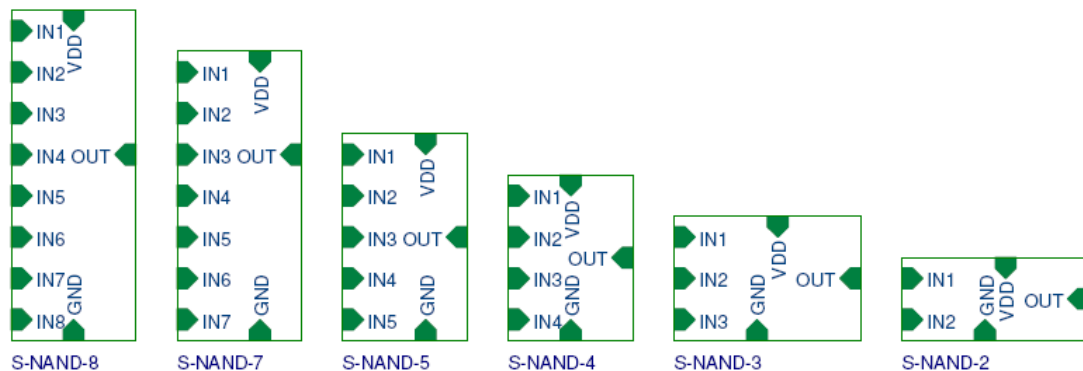 IN1
VDD
IN2
IN3
IN4 OUT
IN5
IN6
IN7
GND
IN8
S-NAND-8
IN1
VDD
IN2
IN3 OUT
IN4
IN5
IN6
GND
IN7
S-NAND-7
IN1
VDD
IN2
IN3 OUT
IN4
GND
IN5
S-NAND-5
IN1
VDD
IN2
OUT
IN3
GND
IN4
S-NAND-4
IN1
VDD
IN2
OUT
GND
IN3
S-NAND-3
IN1
GND
VDD
OUT
IN2
S-NAND-2